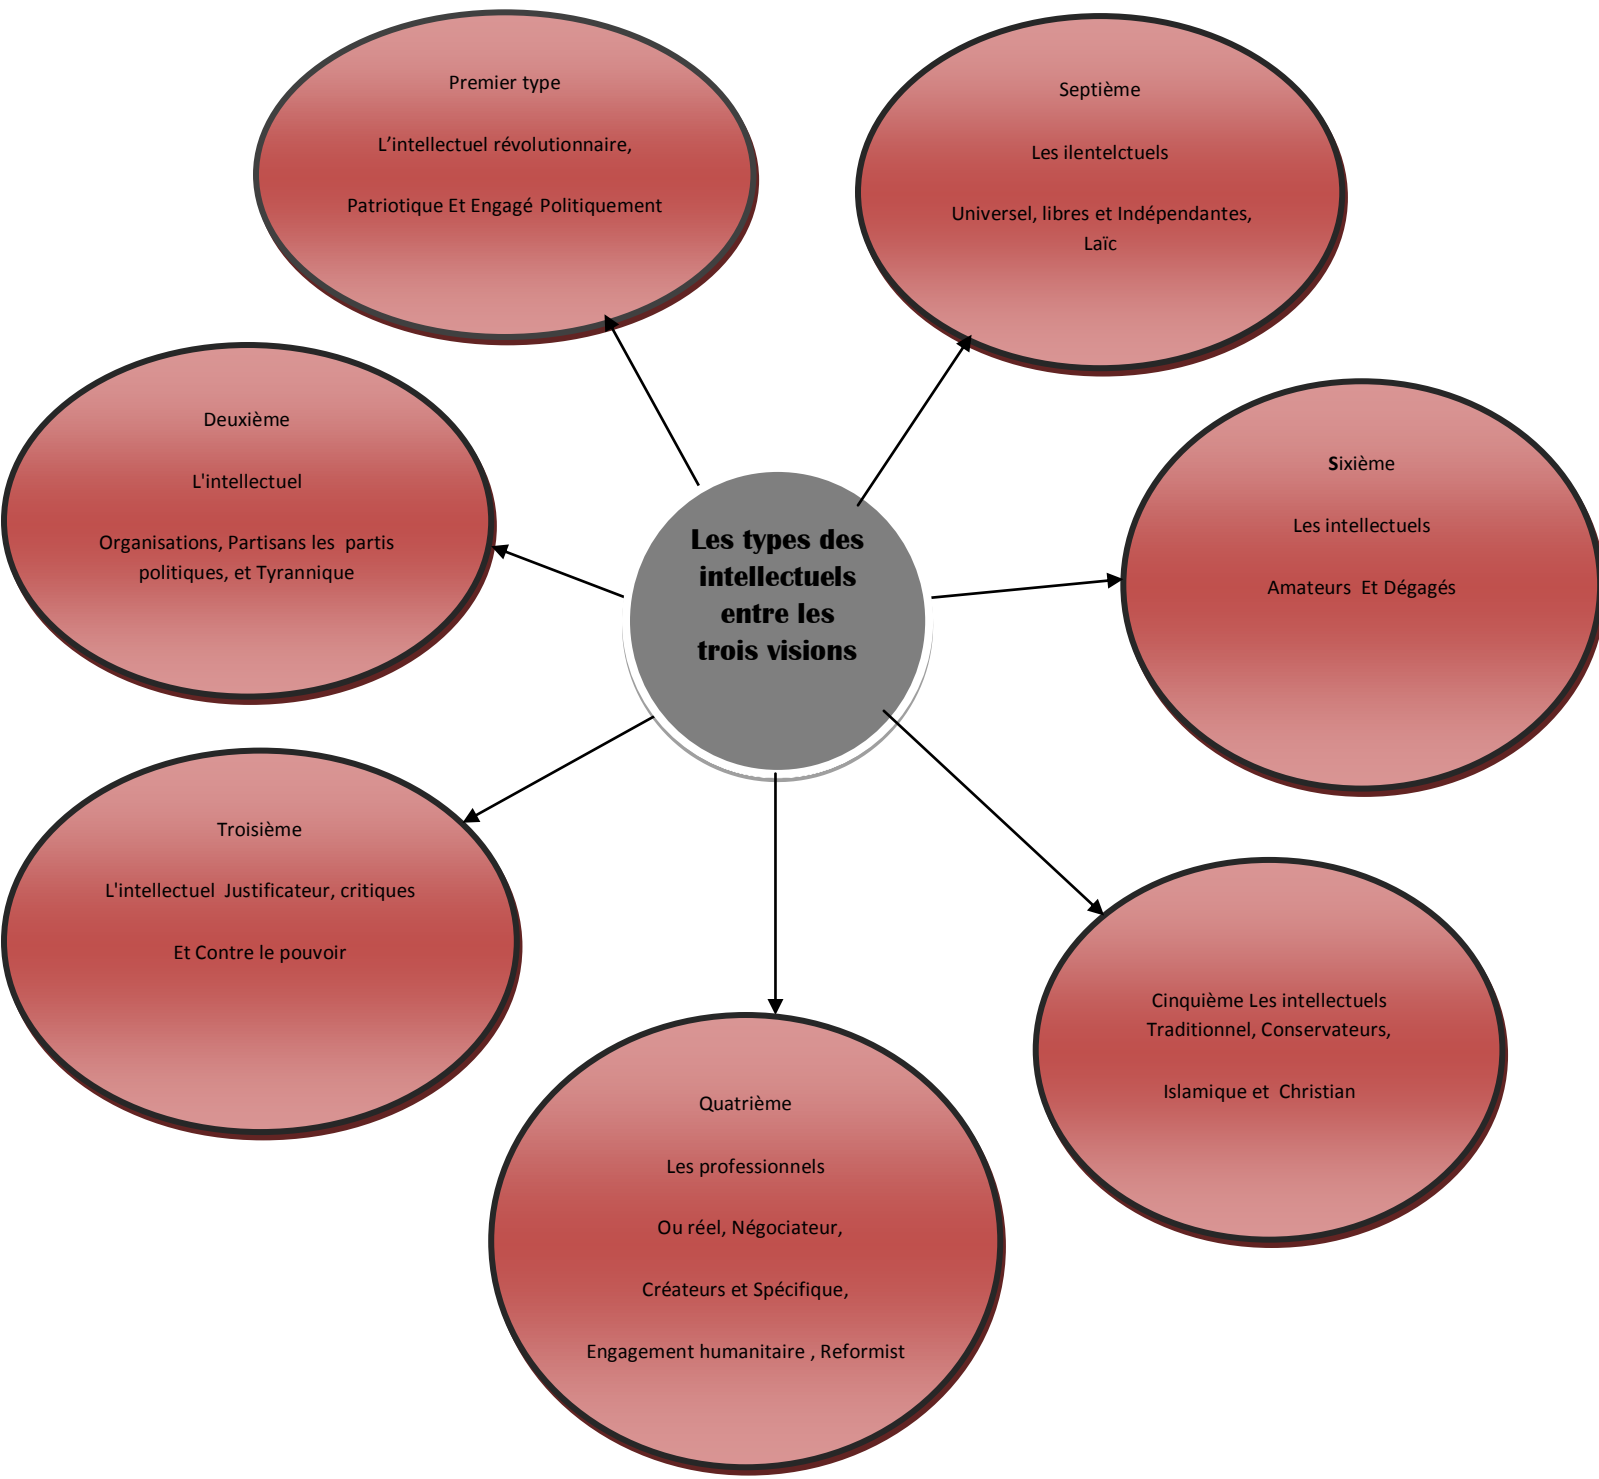 Premier type
L’intellectuel révolutionnaire,
Patriotique Et Engagé Politiquement
Septième
Les ilentelctuels
Universel, libres et Indépendantes,
Laïc
Deuxième
L'intellectuel
Organisations, Partisans les partis
politiques, et Tyrannique
Sixième
Les intellectuels
Amateurs Et Dégagés
Les types des
intellectuels
entre les
trois visions
Troisième
L'intellectuel Justificateur, critiques
Et Contre le pouvoir
Cinquième Les intellectuels
Traditionnel, Conservateurs,
Islamique et Christian
Quatrième
Les professionnels
Ou réel, Négociateur,
Créateurs et Spécifique,
Engagement humanitaire , Reformist